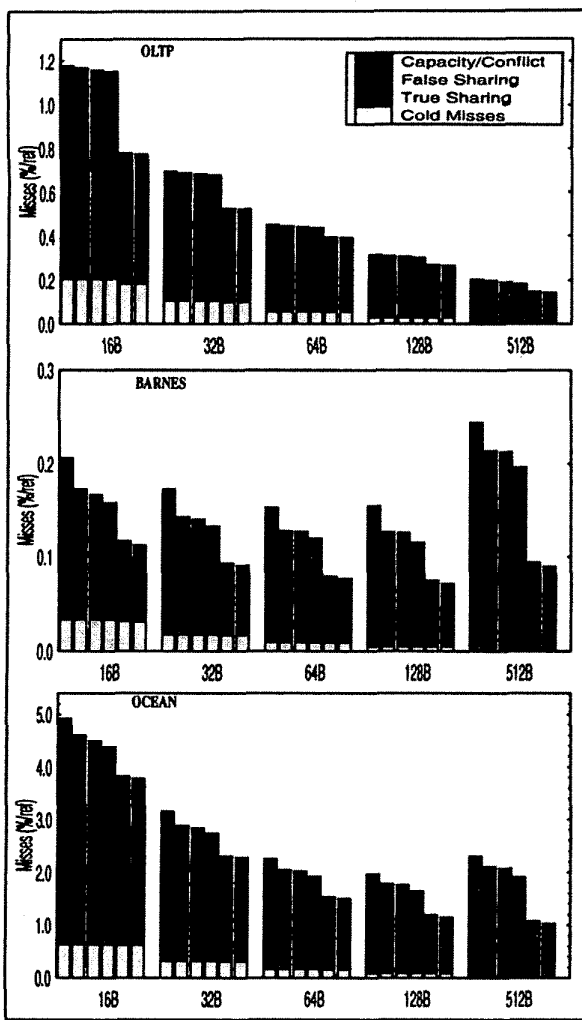 OLTP
Capacity/Conflict
False Sharing
True Sharing
Cold Misses
Misses (%/ref)
1.2
1.0
0.8
0.6
0.4
0.2
0.0
16B 32B 64B 128B 512B
BARNES
Misses (%/ref)
0.3
0.2
0.1
0.0
16B 32B 64B 128B 512B
OCEAN
Misses (%/ref)
5.0
4.0
3.0
2.0
1.0
0.0
16B 32B 64B 128B 512B